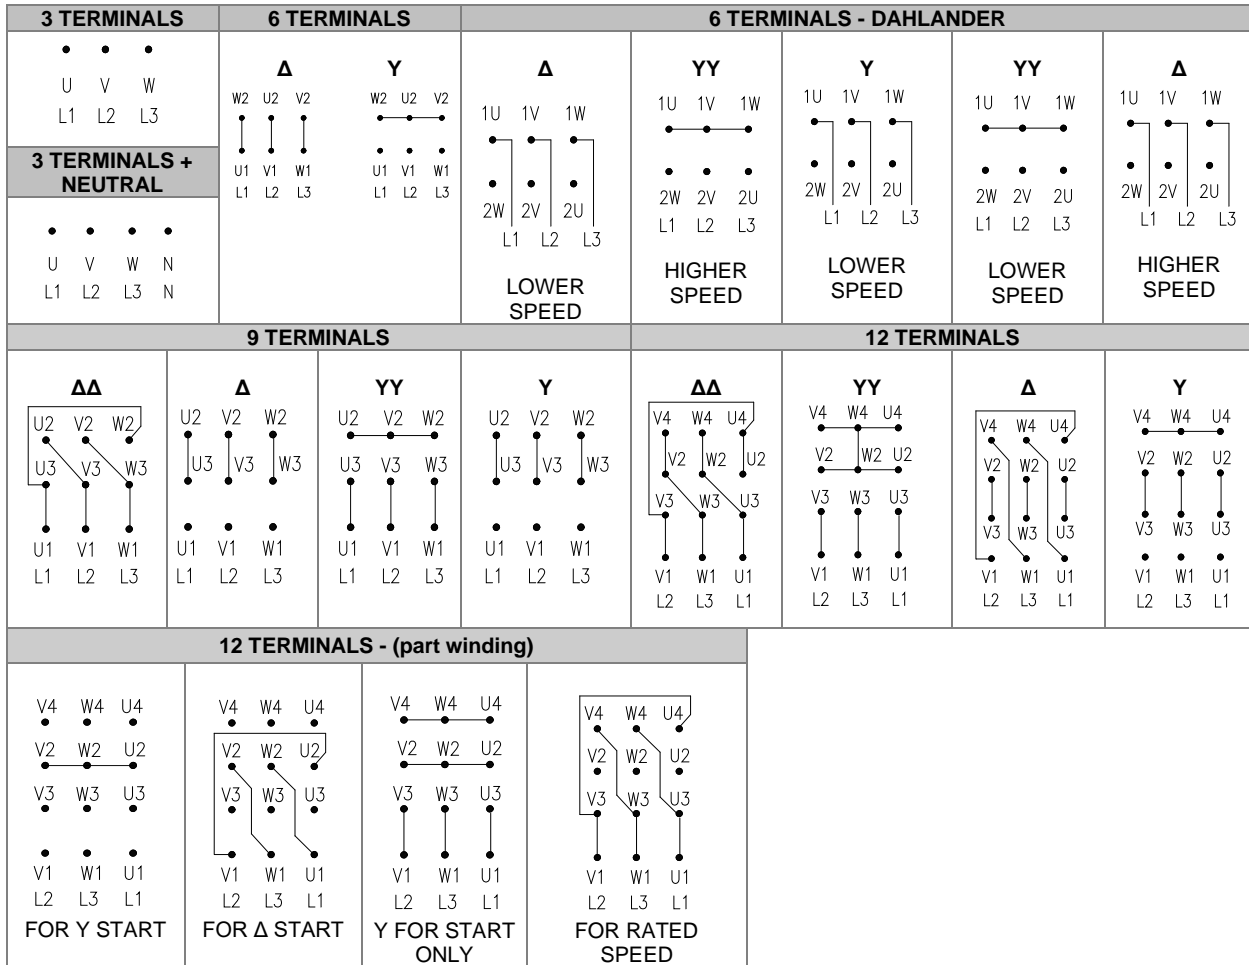 3 TERMINALS
U V W
L1 L2 L3
3 TERMINALS +
NEUTRAL
U V W N
L1 L2 L3 N
6 TERMINALS
Δ
W2 U2 V2
U1 V1 W1
L1 L2 L3
Y
W2 U2 V2
U1 V1 W1
L1 L2 L3
6 TERMINALS - DAHLANDER
Δ
1U 1V 1W
2W 2V 2U
L1 L2 L3
LOWER
SPEED
YY
1U 1V 1W
2W 2V 2U
L1 L2 L3
HIGHER
SPEED
Y
1U 1V 1W
2W 2V 2U
L1 L2 L3
LOWER
SPEED
YY
1U 1V 1W
2W 2V 2U
L1 L2 L3
LOWER
SPEED
Δ
1U 1V 1W
2W 2V 2U
L1 L2 L3
HIGHER
SPEED
9 TERMINALS
ΔΔ
U2 V2 W2
U3 V3 W3
U1 V1 W1
L1 L2 L3
Δ
U2 V2 W2
U3 V3 W3
U1 V1 W1
L1 L2 L3
YY
U2 V2 W2
U3 V3 W3
U1 V1 W1
L1 L2 L3
Y
U2 V2 W2
U3 V3 W3
U1 V1 W1
L1 L2 L3
12 TERMINALS
ΔΔ
V4 W4 U4
V2 W2 U2
V3 W3 U3
V1 W1 U1
L2 L3 L1
YY
V4 W4 U4
V2 W2 U2
V3 W3 U3
V1 W1 U1
L2 L3 L1
Δ
V4 W4 U4
V2 W2 U2
V3 W3 U3
V1 W1 U1
L2 L3 L1
Y
V4 W4 U4
V2 W2 U2
V3 W3 U3
V1 W1 U1
L2 L3 L1
12 TERMINALS - (part winding)
V4 W4 U4
V2 W2 U2
V3 W3 U3
V1 W1 U1
L2 L3 L1
FOR Y START
V4 W4 U4
V2 W2 U2
V3 W3 U3
V1 W1 U1
L2 L3 L1
FOR Δ START
V4 W4 U4
V2 W2 U2
V3 W3 U3
V1 W1 U1
L2 L3 L1
Y FOR START
ONLY
V4 W4 U4
V2 W2 U2
V3 W3 U3
V1 W1 U1
L2 L3 L1
FOR RATED
SPEED